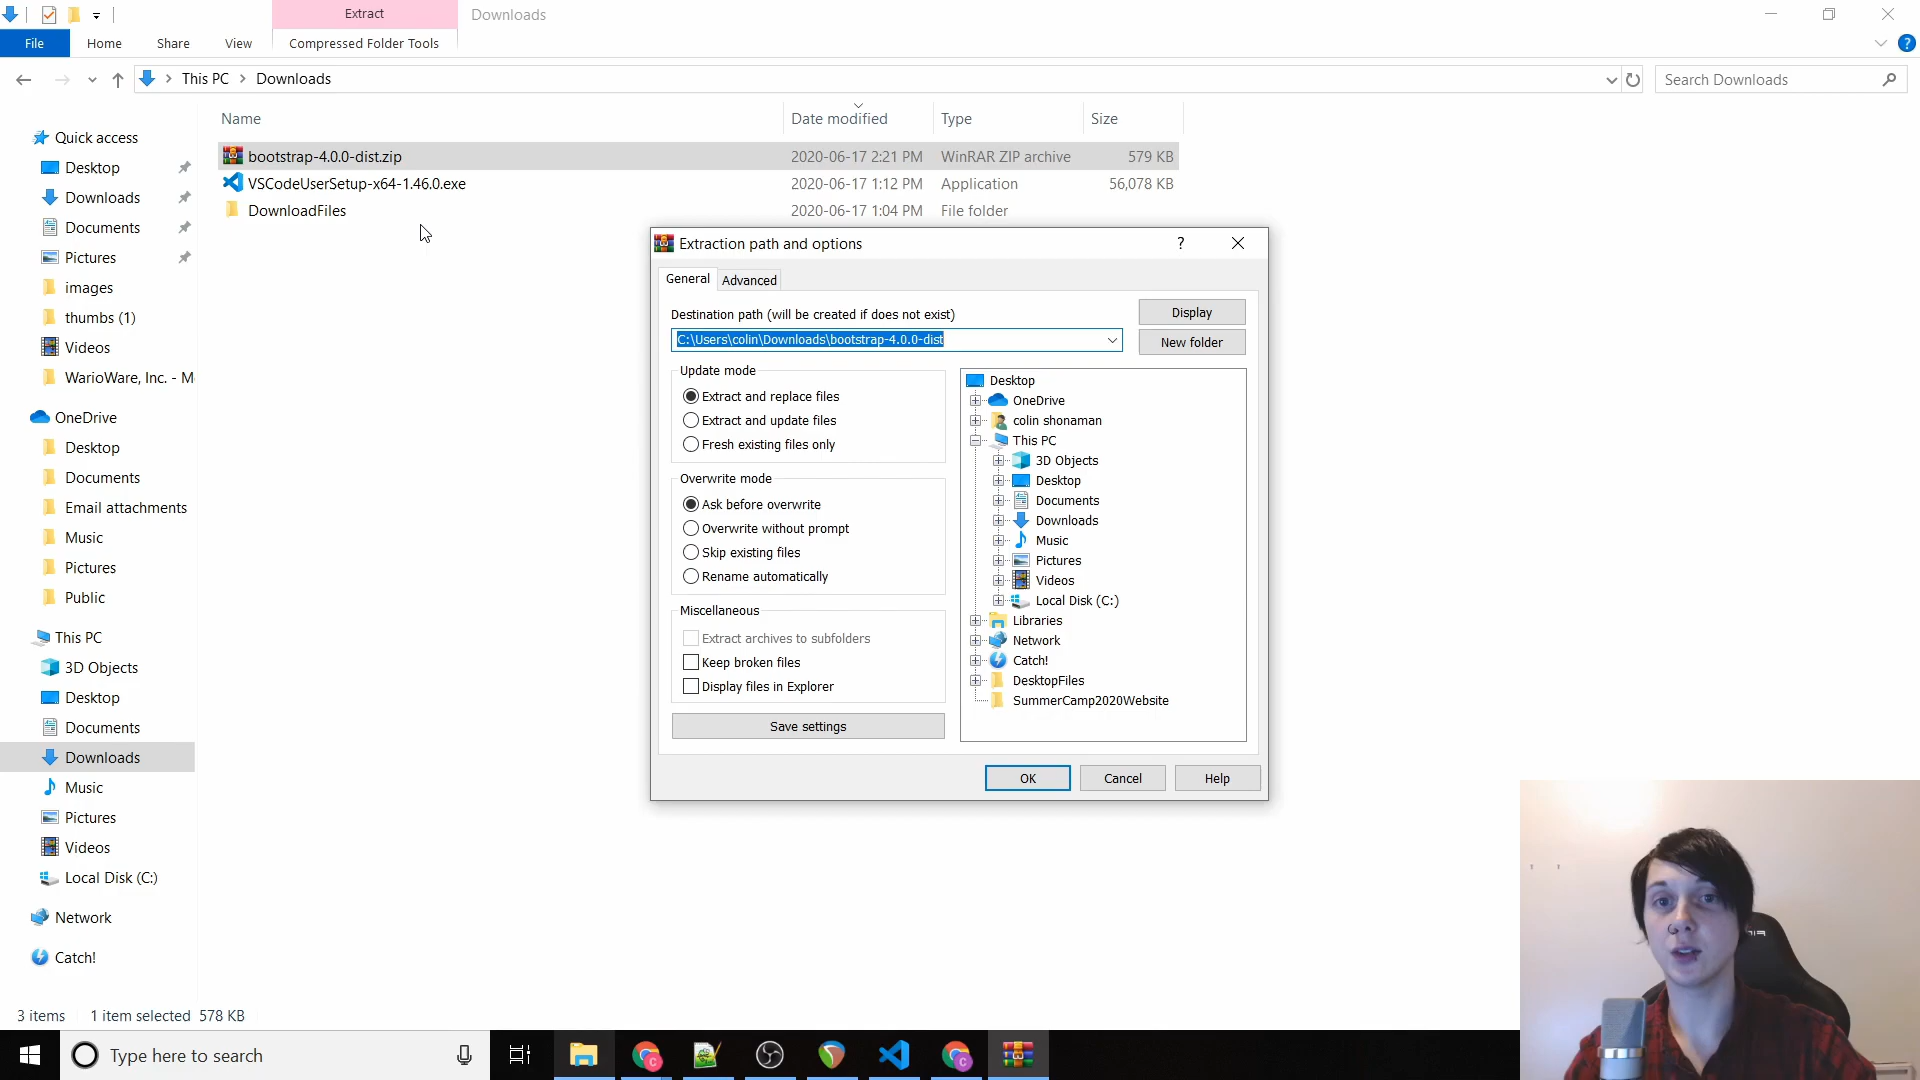 Extract
Downloads
File
Home
Share
View
Compressed Folder Tools
This PC
Downloads
Search Downloads
Name
Date modified
Type
Size
bootstrap-4.0.0-dist.zip
2020-06-17 2:21 PM
WinRAR ZIP archive
579 KB
VSCodeUserSetup-x64-1.46.0.exe
2020-06-17 1:12 PM
Application
56,078 KB
DownloadFiles
2020-06-17 1:04 PM
File folder
Quick access
Desktop
Downloads
Documents
Pictures
images
thumbs (1)
Videos
WarioWare, Inc. - M
OneDrive
Desktop
Documents
Email attachments
Music
Pictures
Public
This PC
3D Objects
Desktop
Documents
Downloads
Music
Pictures
Videos
Local Disk (C:)
Network
Catch!
Extraction path and options
?
General
Advanced
Destination path (will be created if does not exist)
Display
C:\Users\colin\Downloads\bootstrap-4.0.0-dist
New folder
Update mode
Extract and replace files
Extract and update files
Fresh existing files only
Overwrite mode
Ask before overwrite
Overwrite without prompt
Skip existing files
Rename automatically
Miscellaneous
Extract archives to subfolders
Keep broken files
Display files in Explorer
Save settings
Desktop
OneDrive
colin shonaman
This PC
3D Objects
Desktop
Documents
Downloads
Music
Pictures
Videos
Local Disk (C:)
Libraries
Network
Catch!
DesktopFiles
SummerCamp2020Website
OK
Cancel
Help
3 items
1 item selected 578 KB
Type here to search